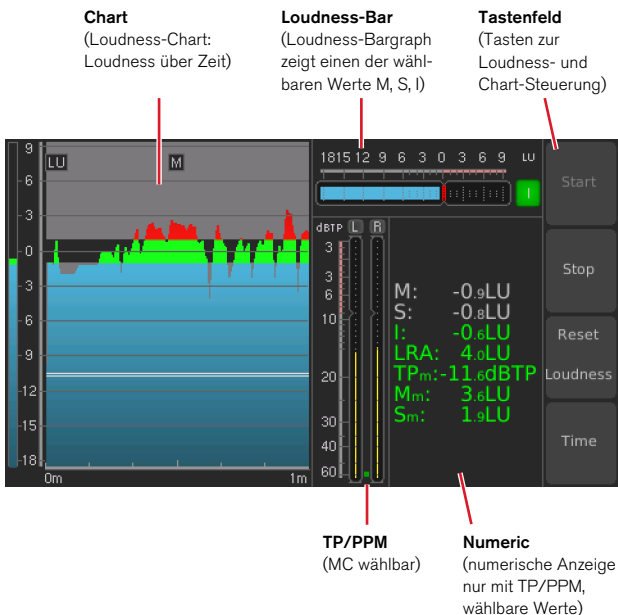 Chart
(Loudness-Chart:
Loudness über Zeit)
Loudness-Bar
(Loudness-Bargraph
zeigt einen der wähl-
baren Werte M, S, I)
Tastenfeld
(Tasten zur
Loudness- und
Chart-Steuerung)
9
6
3
0
3
6
9
12
15
18
LU
M
0m
1m
1815 12 9 6 3 0 3 6 9 LU
I
dBTP L R
3
3
6
10
20
30
40
60
M: -0.9LU
S: -0.8LU
I: -0.6LU
LRA: 4.0LU
TPm:-11.6dBTP
Mm: 3.6LU
Sm: 1.9LU
Start
Stop
Reset
Loudness
Time
TP/PPM
(MC wählbar)
Numeric
(numerische Anzeige
nur mit TP/PPM,
wählbare Werte)